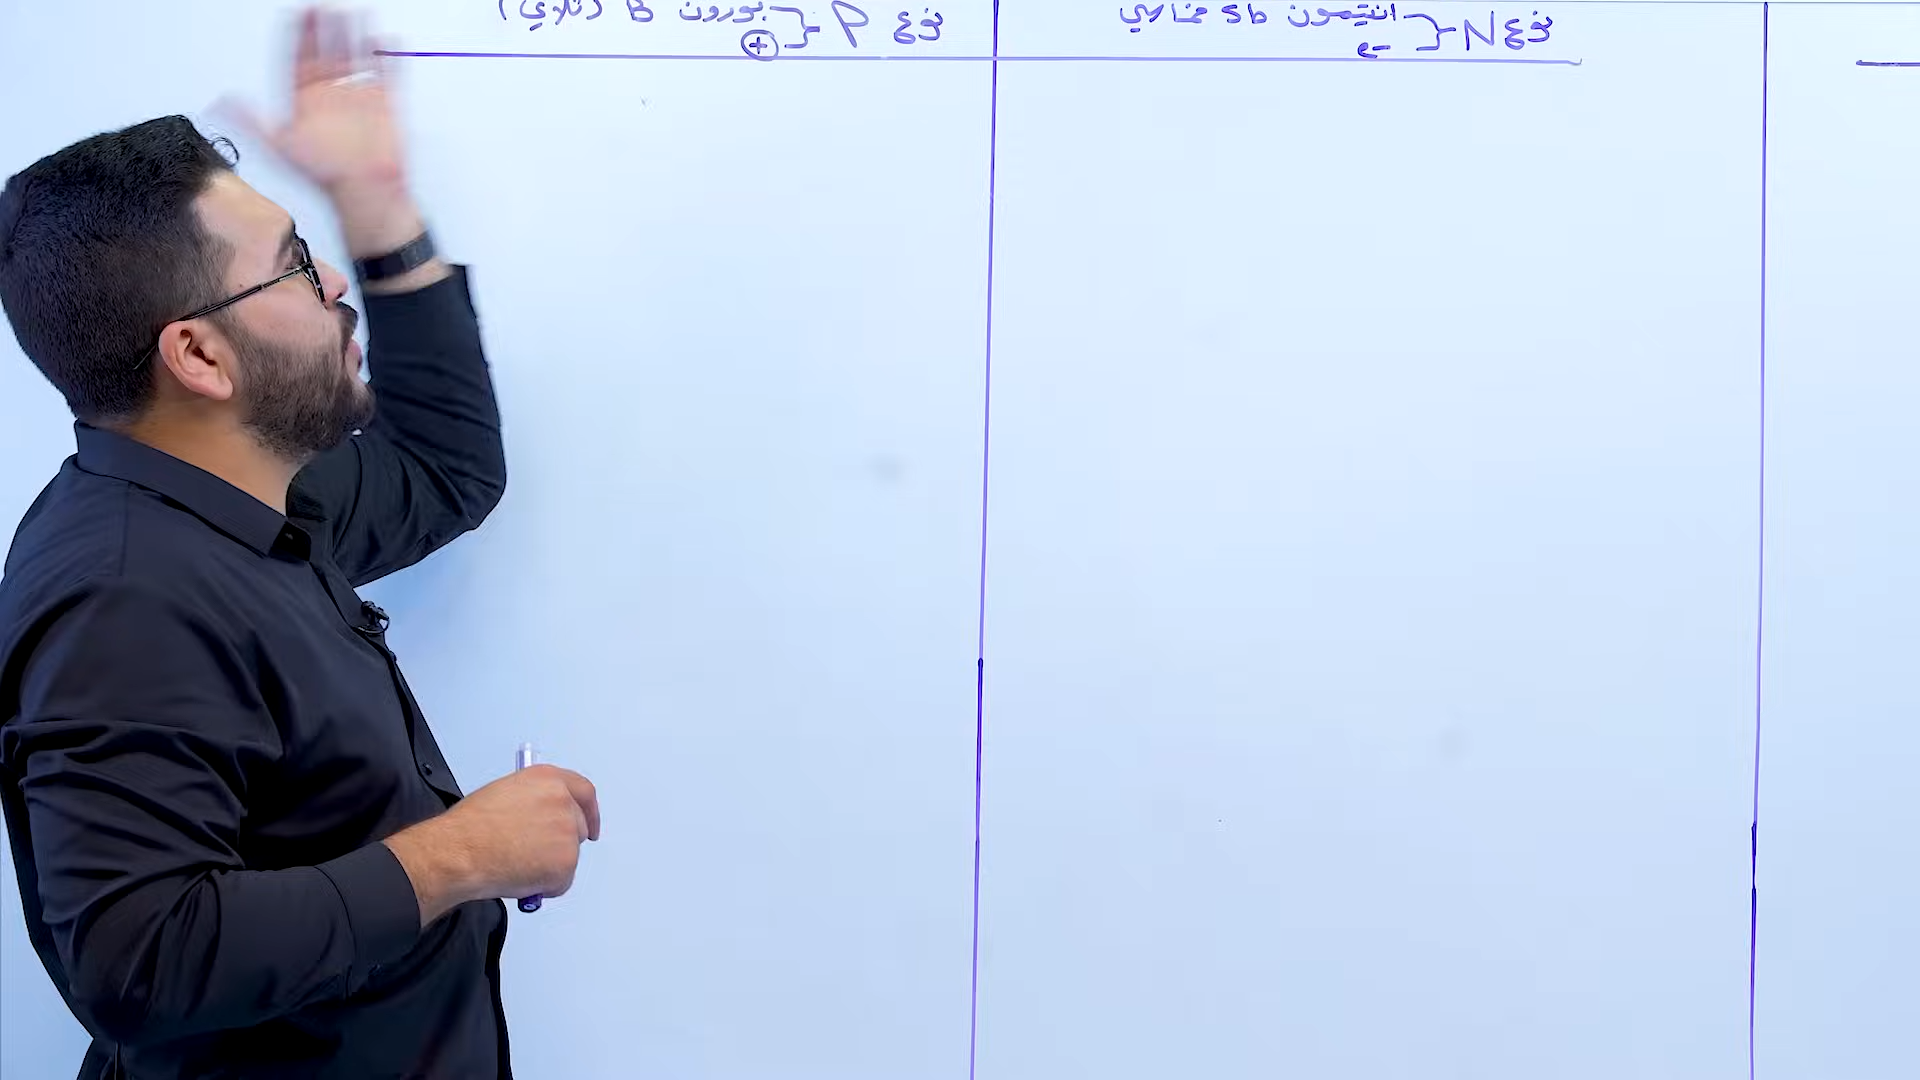 نوع N { انتيمون Sb خماسي
e-
نوع P { بورون B (ثلاثي)
+